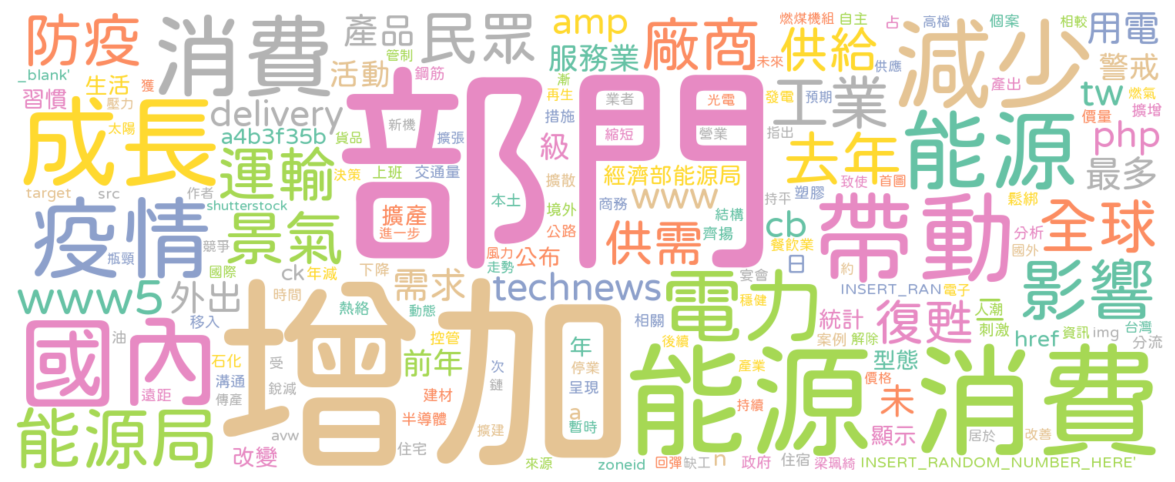 防疫
消費
產品
民眾
amp
廠商
燃煤機組
自主
占
高檔
個案
相較
用電
_blank'
管制
服務業
未來
供給
減少
警戒
生活
活動
鋼筋
漸
供應
習慣
獲
壓力
再生
業者
光電
發電
預期
工業
產出
燃氣
tw
擴增
價量
成長
delivery
部門
措施
太陽
a4b3f35b
貨品
新機
擴張
縮短
營業
指出
去年
能源
php
級
運輸
決策
上班
交通量
擴散
經濟部能源局
致使
首圖
最多
target
src
作者
shutterstock
本土
境外
商務
www
持平
塑膠
鬆綁
疫情
景氣
擴產
進一步
公路
結構
cb
帶動
分析
全球
瓶頸
競爭
國際
風力
走勢
公布
供需
齊揚
餐飲業
日
國外
www5
外出
ck
年減
下降
需求
technews
宴會
穩健
約
INSERT_RAN
電子
影響
移入
時間
熱絡
動態
相關
電力
統計
復甦
人潮
刺激
國內
油
增加
控管
後續
案例
解除
href
資訊
img
台灣
分流
遠距
石化
溝通
傳產
受
銳減
前年
建材
次
鏈
年
停業
呈現
能源消費
產業
型態
價格
未
持續
能源局
avw
半導體
擴建
a
暫時
顯示
居於
改善
改變
住宅
來源
zoneid
回彈
缺工
n
政府
住宿
梁珮綺
INSERT_RANDOM_NUMBER_HERE'